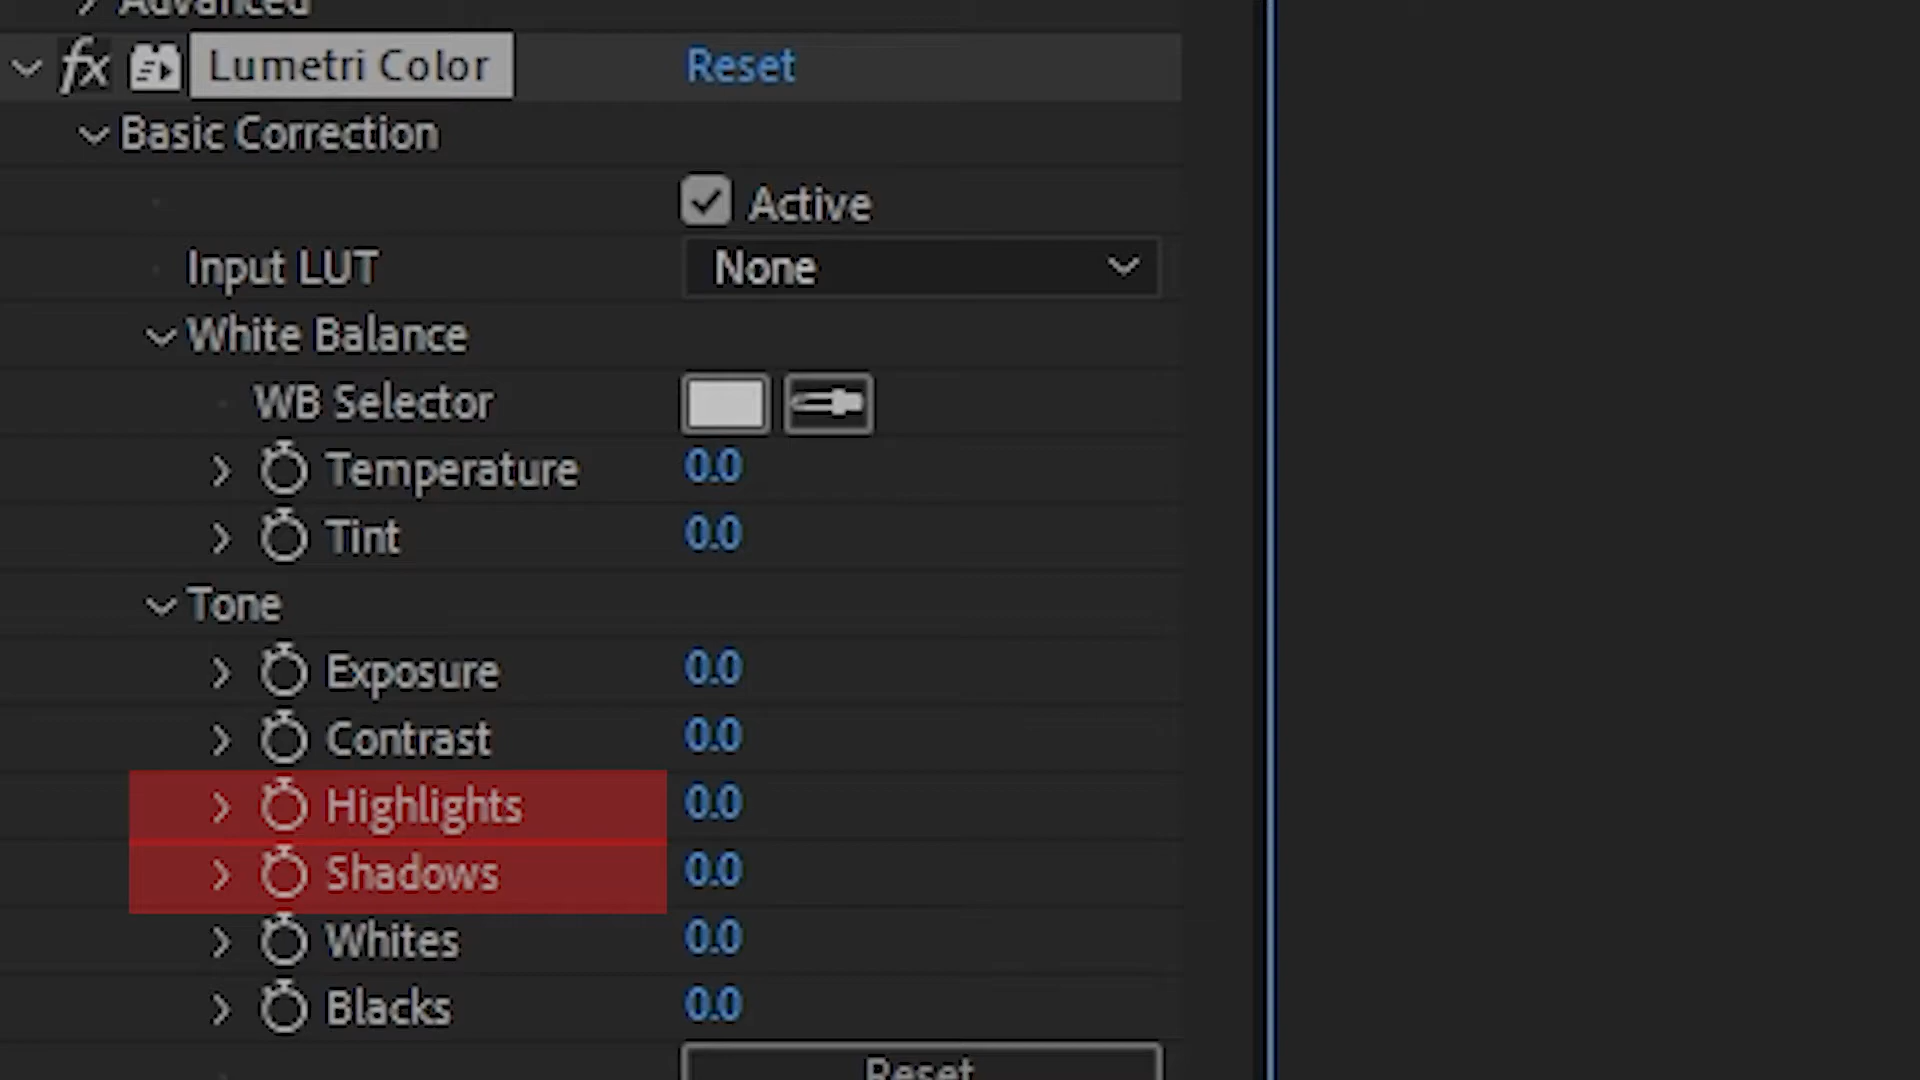 Advanced
fx Lumetri Color Reset
Basic Correction
Active
Input LUT None
White Balance
WB Selector
Temperature 0.0
Tint 0.0
Tone
Exposure 0.0
Contrast 0.0
Highlights 0.0
Shadows 0.0
Whites 0.0
Blacks 0.0
Reset